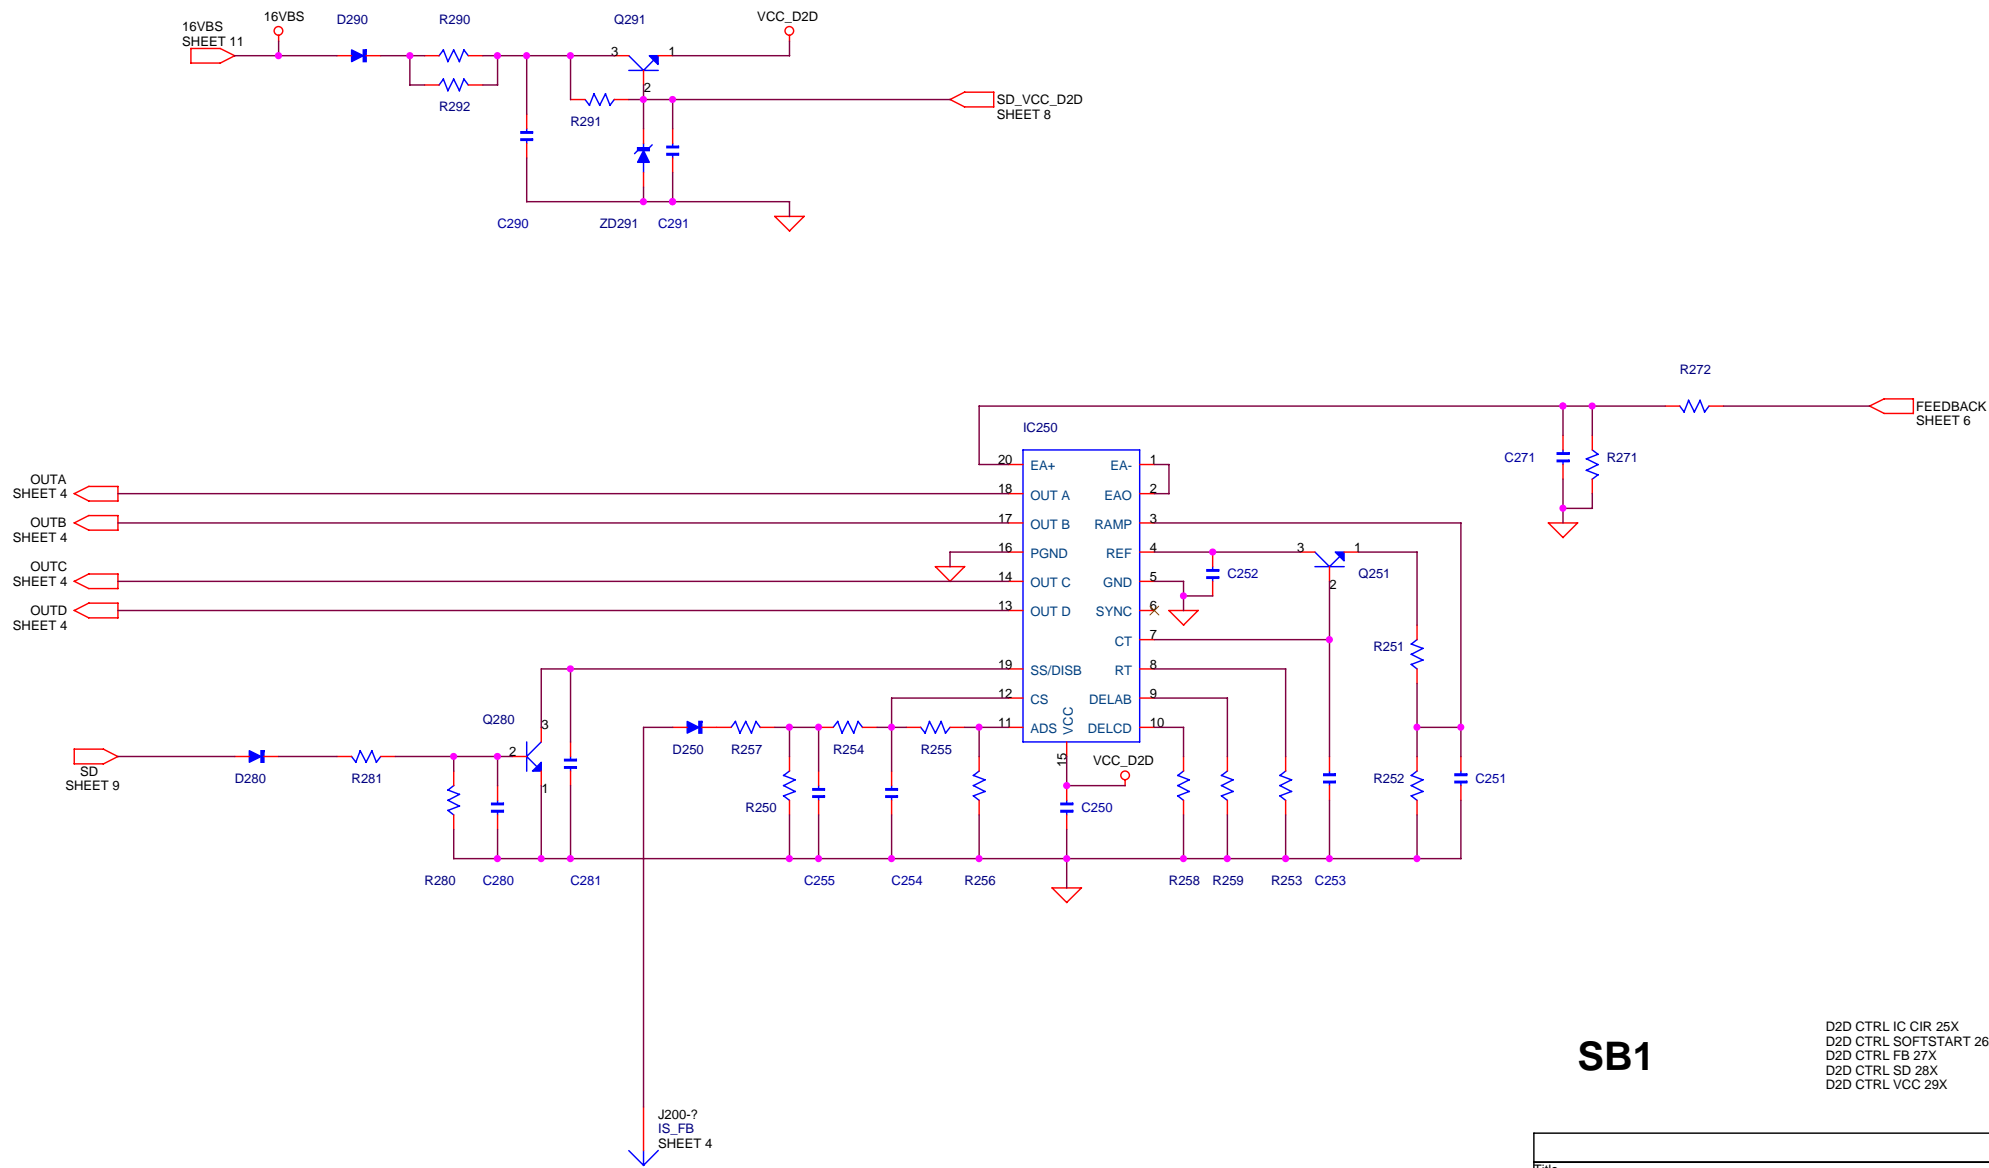 16VBS
SHEET 11
16VBS
D290
R290
R292
Q291
3
1
2
VCC_D2D
R291
SD_VCC_D2D
SHEET 8
C290
ZD291
C291
R272
FEEDBACK
SHEET 6
C271
R271
IC250
20
EA+
EA-
1
OUTA
SHEET 4
18
OUT A
EAO
2
OUTB
SHEET 4
17
OUT B
RAMP
3
16
PGND
REF
4
3
1
Q251
2
C252
OUTC
SHEET 4
14
OUT C
GND
5
OUTD
SHEET 4
13
OUT D
SYNC
6
CT
7
R251
19
SS/DISB
RT
8
12
CS
DELAB
9
11
ADS
VCC
DELCD
10
15
VCC_D2D
Q280
3
2
1
SD
SHEET 9
D280
R281
D250
R257
R254
R255
R250
C250
R252
C251
R280
C280
C281
C255
C254
R256
R258
R259
R253
C253
J200-?
IS_FB
SHEET 4
SB1
D2D CTRL IC CIR 25X
D2D CTRL SOFTSTART 26
D2D CTRL FB 27X
D2D CTRL SD 28X
D2D CTRL VCC 29X